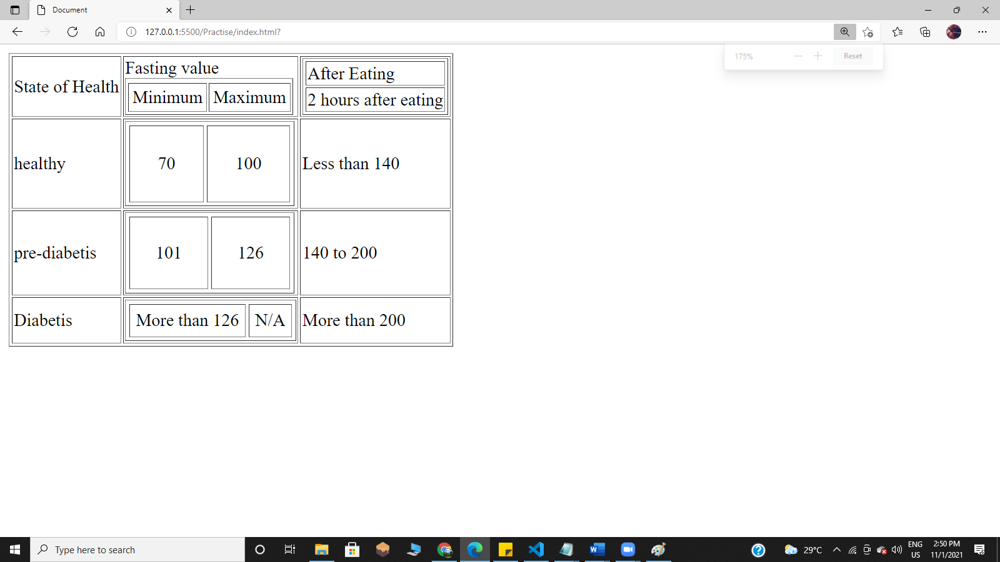 Document
127.0.0.1:5500/Practise/index.html?
175%
Reset
State of Health
Fasting value
Minimum Maximum
After Eating
2 hours after eating
healthy 70 100 Less than 140
pre-diabetis 101 126 140 to 200
Diabetis More than 126 N/A More than 200
Type here to search
29°C
ENG
US
2:50 PM
11/1/2021